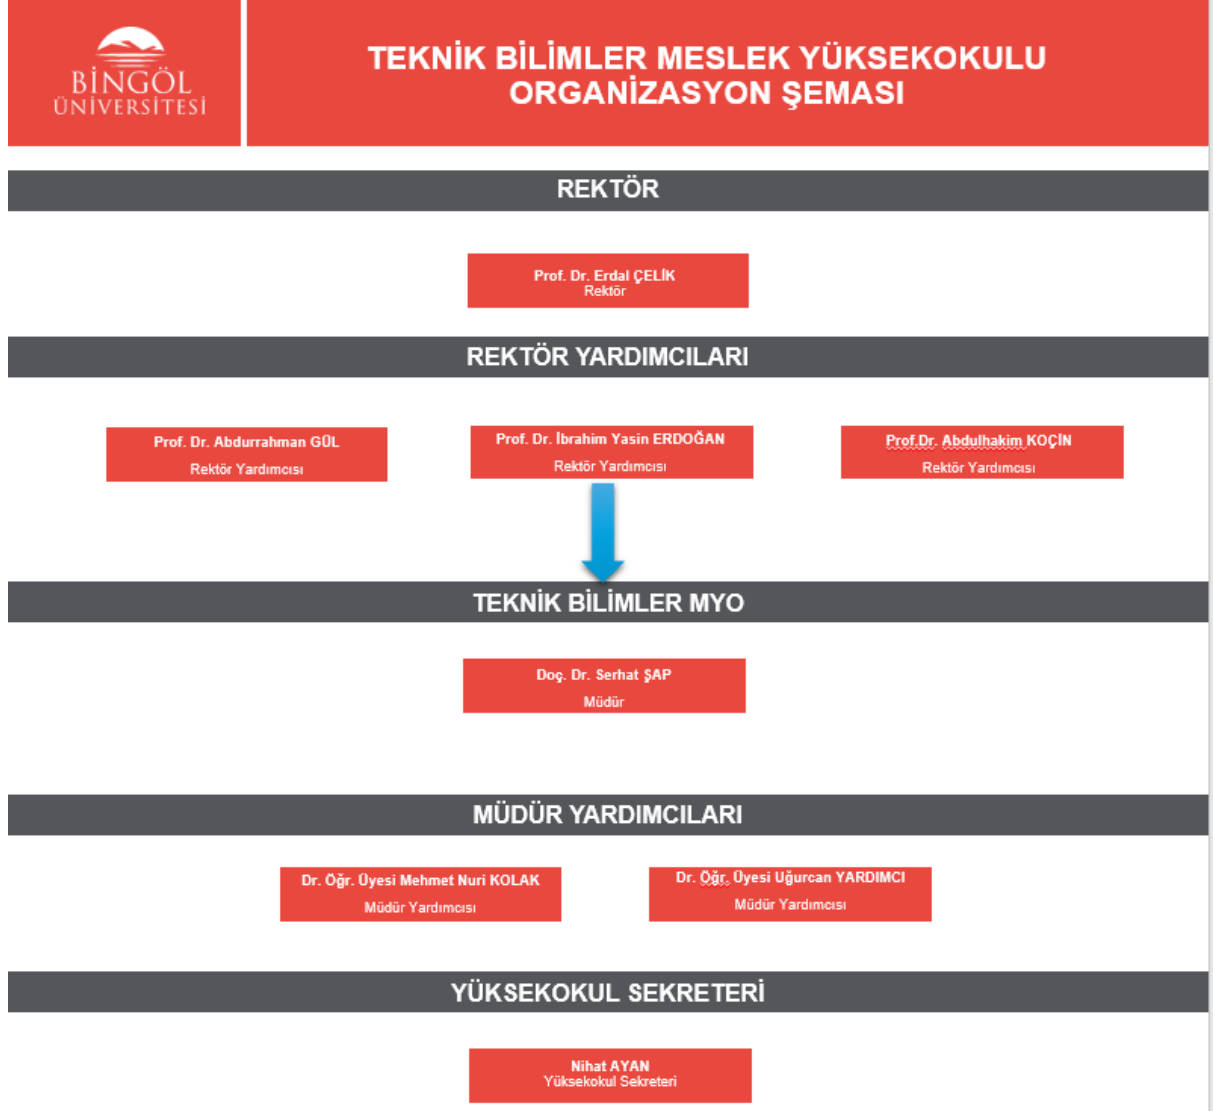 BİNGÖL
ÜNİVERSİTESİ
TEKNİK BİLİMLER MESLEK YÜKSEKOKULU
ORGANİZASYON ŞEMASI
REKTÖR
Prof. Dr. Erdal ÇELİK
Rektör
REKTÖR YARDIMCILARI
Prof. Dr. Abdurrahman GÜL
Rektör Yardımcısı
Prof. Dr. İbrahim Yasin ERDOĞAN
Rektör Yardımcısı
Prof.Dr. Abdulhakim KOÇİN
Rektör Yardımcısı
TEKNİK BİLİMLER MYO
Doç. Dr. Serhat ŞAP
Müdür
MÜDÜR YARDIMCILARI
Dr. Öğr. Üyesi Mehmet Nuri KOLAK
Müdür Yardımcısı
Dr. Öğr. Üyesi Uğurcan YARDIMCI
Müdür Yardımcısı
YÜKSEKOKUL SEKRETERİ
Nihat AYAN
Yüksekokul Sekreteri